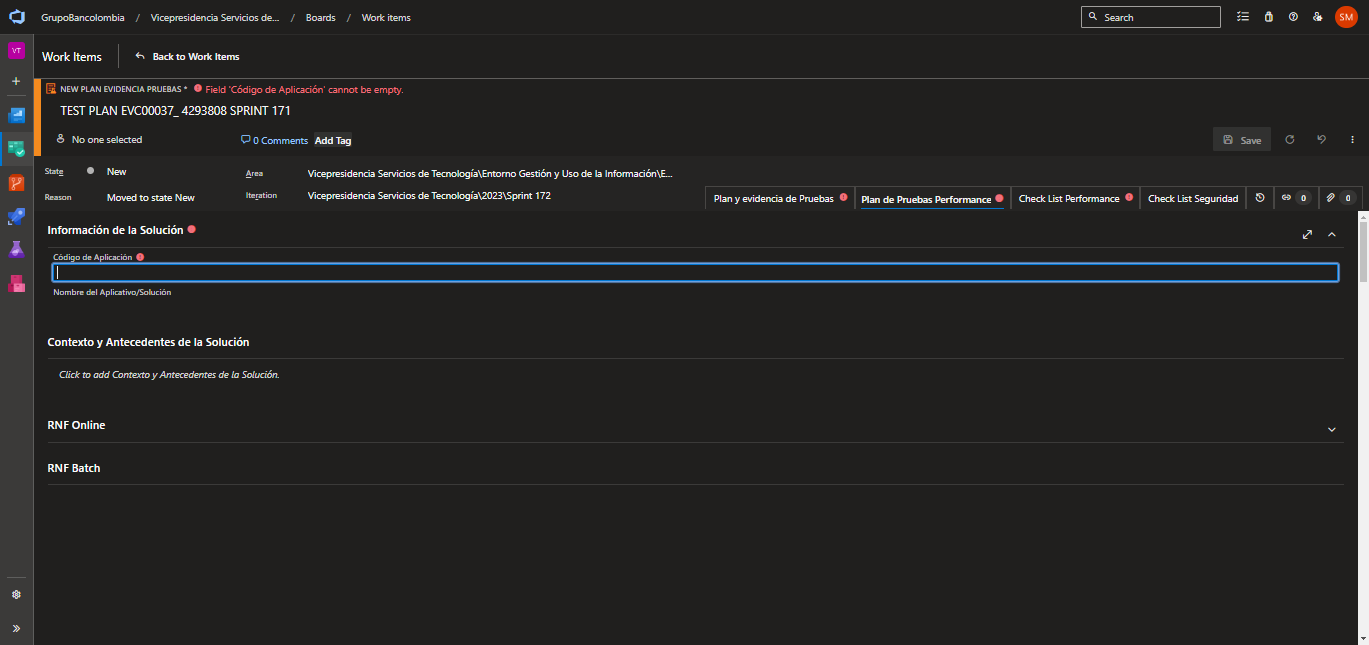 GrupoBancolombia / Vicepresidencia Servicios de... / Boards / Work items
Search
SM
VT
Work Items
Back to Work Items
NEW PLAN EVIDENCIA PRUEBAS * Field 'Código de Aplicación' cannot be empty.
TEST PLAN EVC00037_ 4293808 SPRINT 171
No one selected
0 Comments
Add Tag
Save
State New
Area Vicepresidencia Servicios de Tecnología\Entorno Gestión y Uso de la Información\E...
Reason Moved to state New
Iteration Vicepresidencia Servicios de Tecnología\2023\Sprint 172
Plan y evidencia de Pruebas
Plan de Pruebas Performance
Check List Performance
Check List Seguridad
0
0
Información de la Solución
Código de Aplicación
Nombre del Aplicativo/Solución
Contexto y Antecedentes de la Solución
Click to add Contexto y Antecedentes de la Solución.
RNF Online
RNF Batch